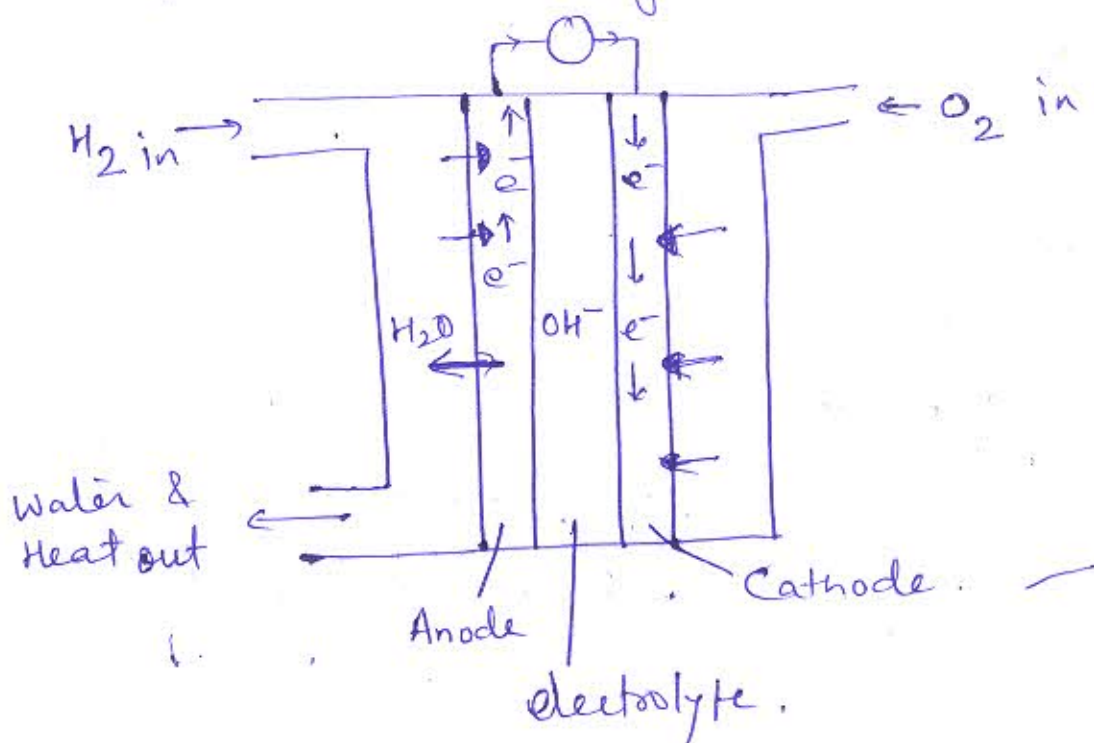 H₂ in
O₂ in
e⁻
e⁻
e⁻
H₂O
OH⁻
e⁻
Water &
Heat out
Anode
Cathode.
electrolyte.